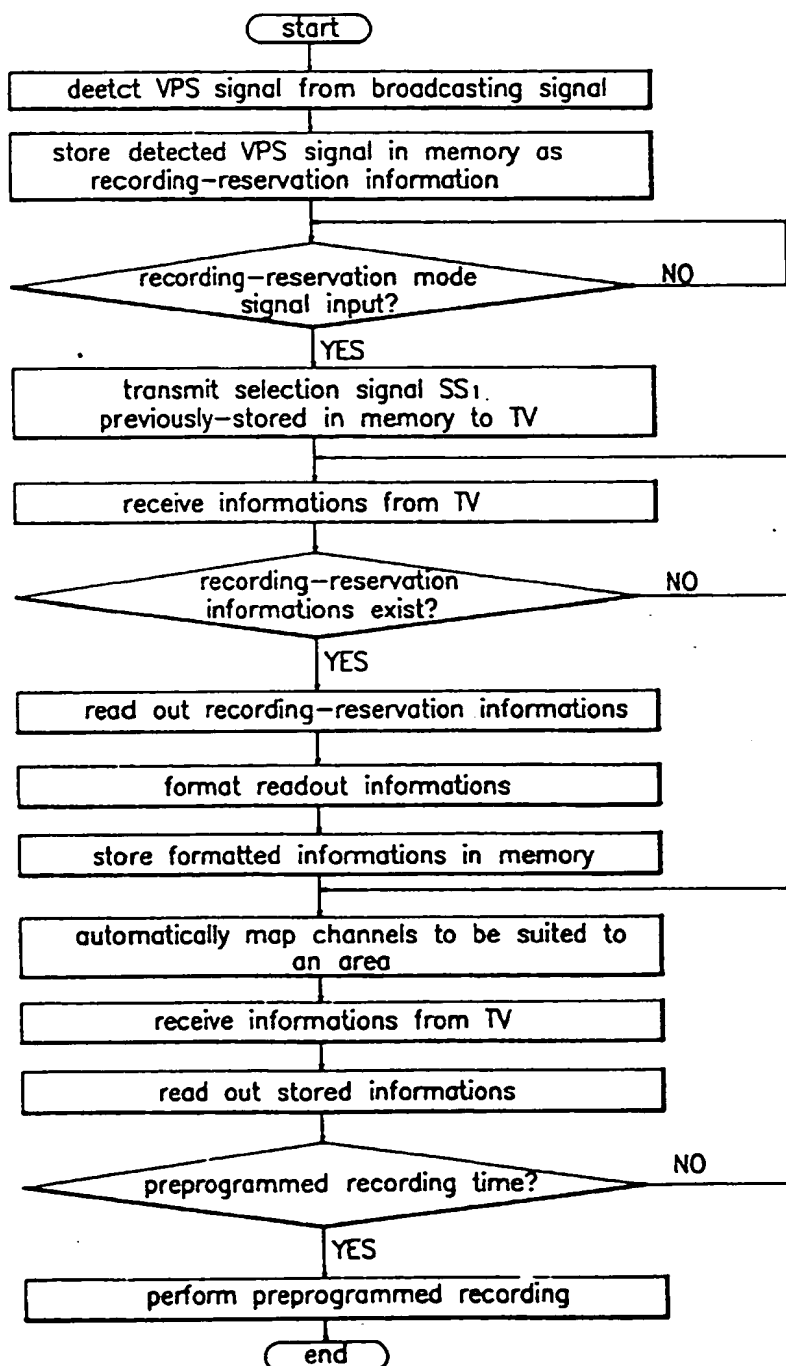 start
deetct VPS signal from broadcasting signal
store detected VPS signal in memory as
recording-reservation information
recording-reservation mode
signal input?
NO
YES
transmit selection signal SS1.
previously-stored in memory to TV
receive informations from TV
recording-reservation
informations exist?
NO
YES
read out recording-reservation informations
format readout informations
store formatted informations in memory
automatically map channels to be suited to
an area
receive informations from TV
read out stored informations
preprogrammed recording time?
NO
YES
perform preprogrammed recording
end